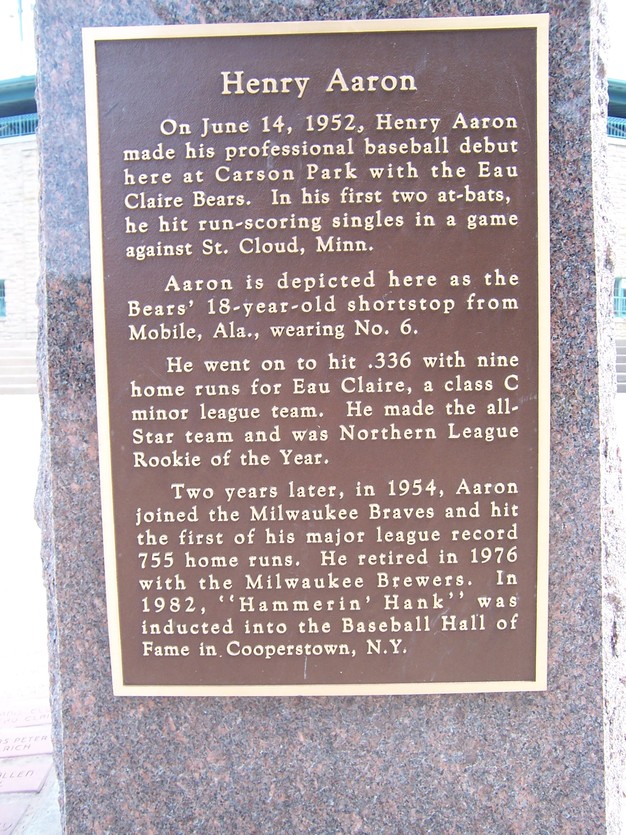 Henry Aaron
On June 14, 1952, Henry Aaron
made his professional baseball debut
here at Carson Park with the Eau
Claire Bears. In his first two at-bats,
he hit run-scoring singles in a game
against St. Cloud, Minn.
Aaron is depicted here as the
Bears' 18-year-old shortstop from
Mobile, Ala., wearing No. 6.
He went on to hit .336 with nine
home runs for Eau Claire, a class C
minor league team. He made the all-
Star team and was Northern League
Rookie of the Year.
Two years later, in 1954, Aaron
joined the Milwaukee Braves and hit
the first of his major league record
755 home runs. He retired in 1976
with the Milwaukee Brewers. In
1982, "Hammerin' Hank" was
inducted into the Baseball Hall of
Fame in Cooperstown, N.Y.
PETER